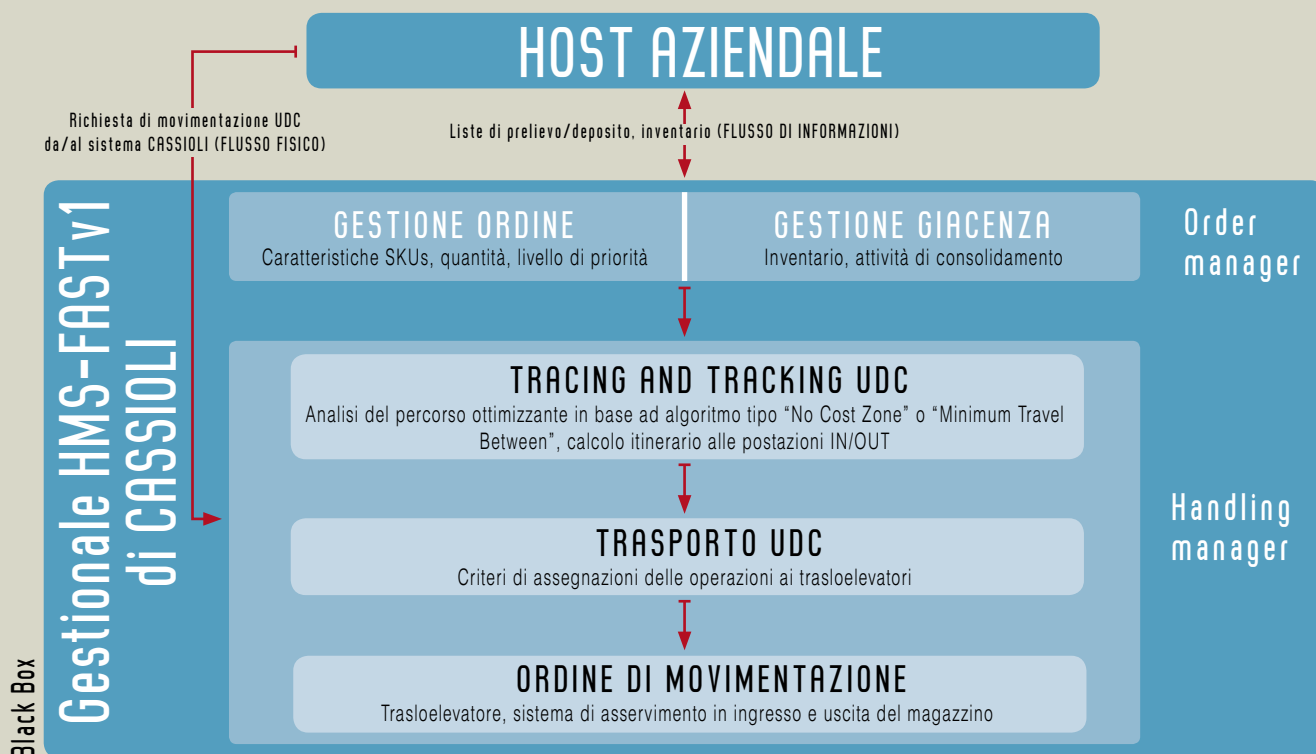 HOST AZIENDALE
Richiesta di movimentazione UDC
da/al sistema CASSIOLI (FLUSSO FISICO)
Liste di prelievo/deposito, inventario (FLUSSO DI INFORMAZIONI)
Black Box
Gestionale HMS-FASTv1
di CASSIOLI
GESTIONE ORDINE
Caratteristiche SKUs, quantità, livello di priorità
GESTIONE GIACENZA
Inventario, attività di consolidamento
Order
manager
TRACING AND TRACKING UDC
Analisi del percorso ottimizzante in base ad algoritmo tipo “No Cost Zone” o “Minimum Travel
Between”, calcolo itinerario alle postazioni IN/OUT
TRASPORTO UDC
Criteri di assegnazioni delle operazioni ai trasloelevatori
Handling
manager
ORDINE DI MOVIMENTAZIONE
Trasloelevatore, sistema di asservimento in ingresso e uscita del magazzino